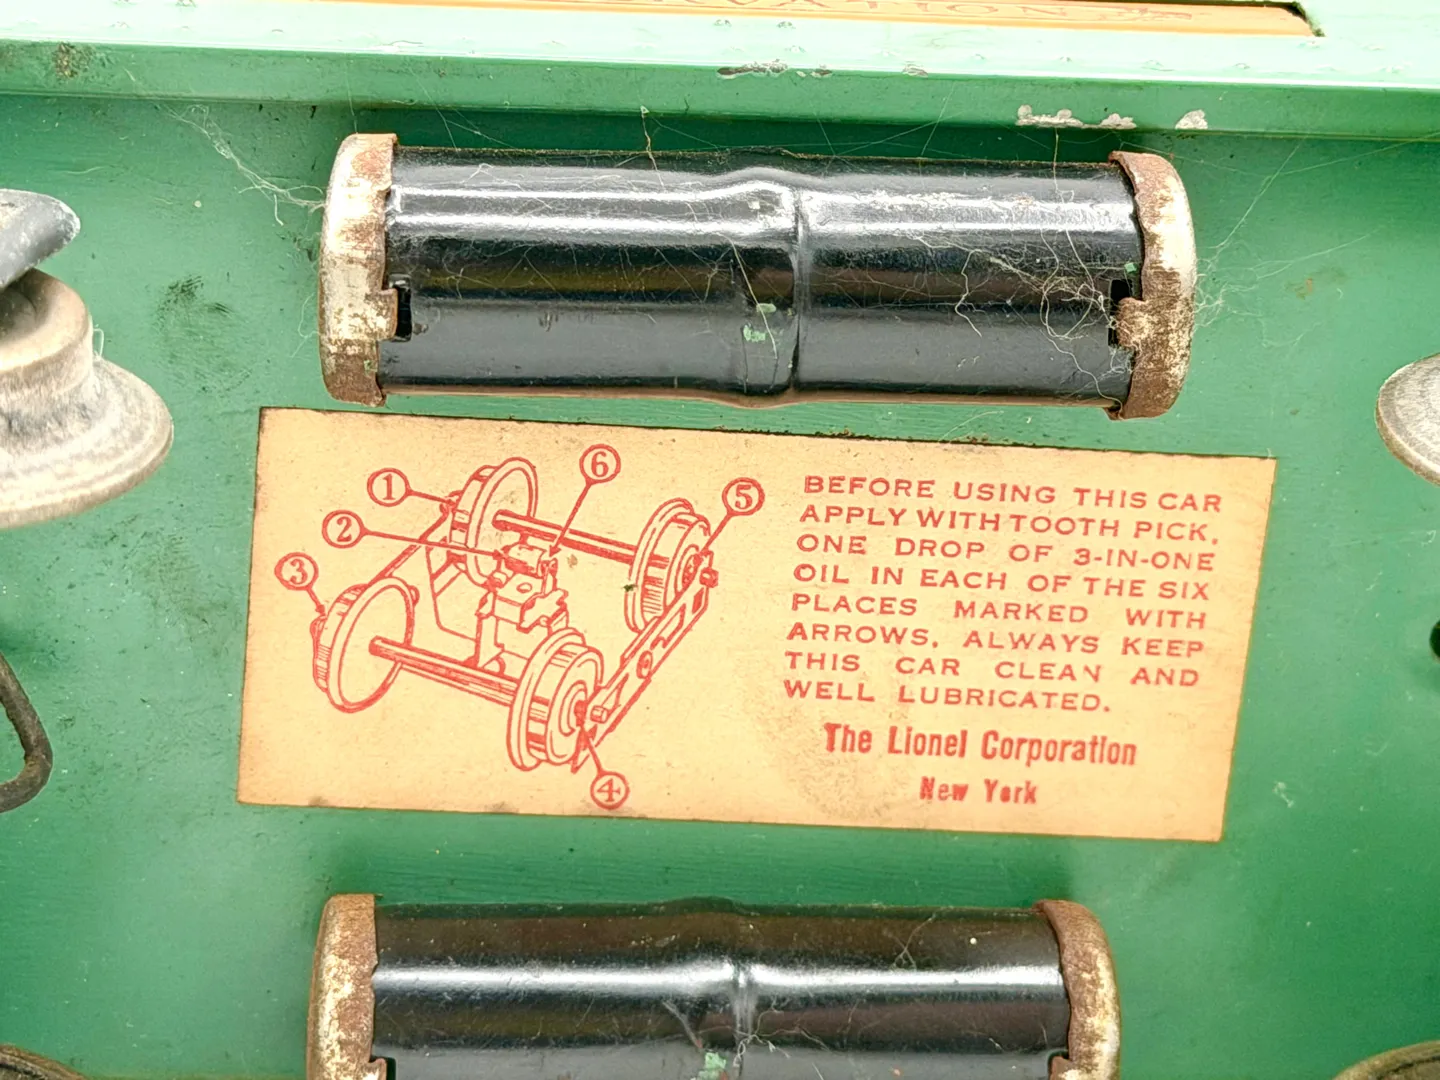 RVATION
1
6
2
5
3
4
BEFORE USING THIS CAR
APPLY WITH TOOTH PICK,
ONE DROP OF 3-IN-ONE
OIL IN EACH OF THE SIX
PLACES MARKED WITH
ARROWS, ALWAYS KEEP
THIS CAR CLEAN AND
WELL LUBRICATED.
The Lionel Corporation
New York